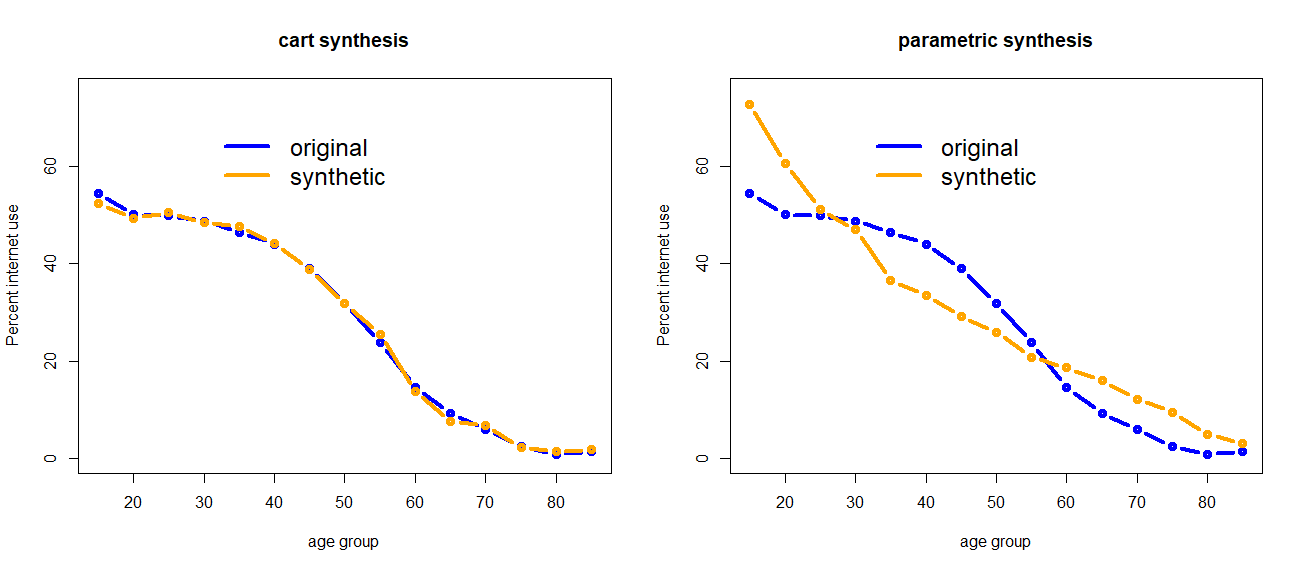 cart synthesis
original
synthetic
Percent internet use
60
40
20
0
20 30 40 50 60 70 80
age group
parametric synthesis
original
synthetic
Percent internet use
60
40
20
0
20 30 40 50 60 70 80
age group